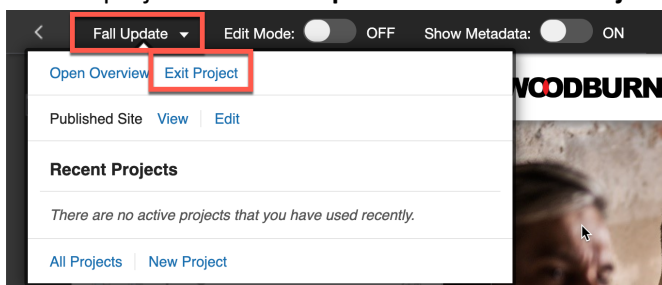 Fall Update Edit Mode: OFF Show Metadata: ON
Open Overview Exit Project
WOODBURN
Published Site View Edit
Recent Projects
There are no active projects that you have used recently.
All Projects New Project